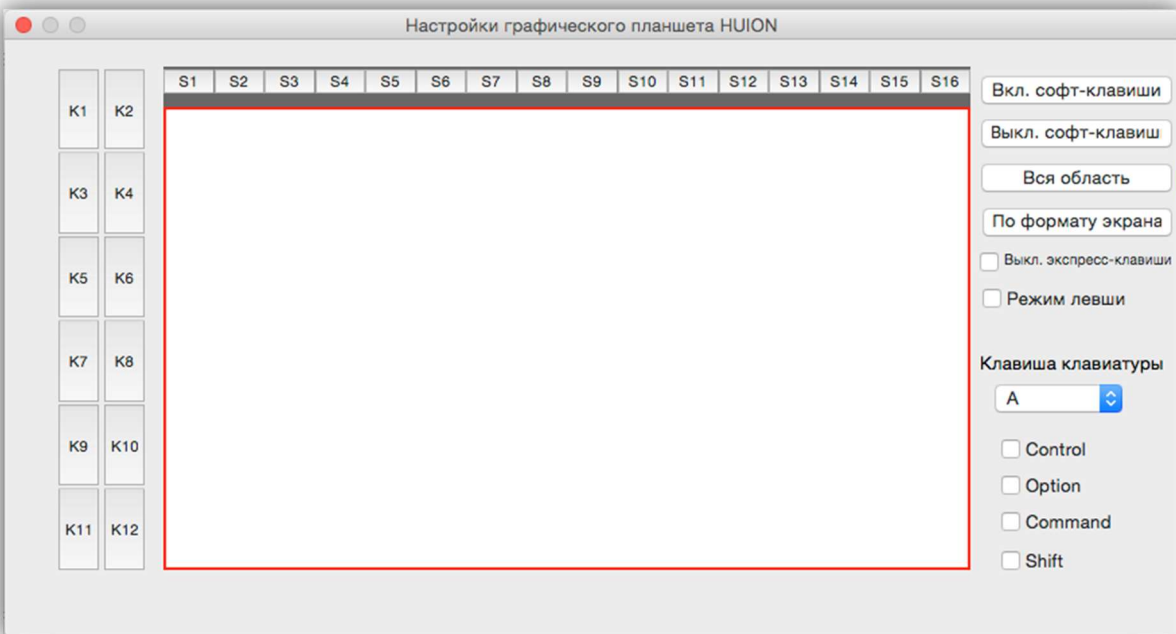 Настройки графического планшета HUION
S1 S2 S3 S4 S5 S6 S7 S8 S9 S10 S11 S12 S13 S14 S15 S16
K1 K2
K3 K4
K5 K6
K7 K8
K9 K10
K11 K12
Вкл. софт-клавиши
Выкл. софт-клавиш
Вся область
По формату экрана
Выкл. экспресс-клавиши
Режим левши
Клавиша клавиатуры
A
Control
Option
Command
Shift